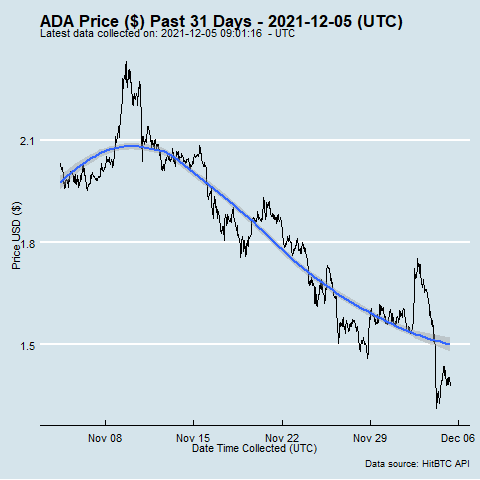 ADA Price ($) Past 31 Days - 2021-12-05 (UTC)
Latest data collected on: 2021-12-05 09:01:16 - UTC
Price USD ($)
2.1
1.8
1.5
Nov 08 Nov 15 Nov 22 Nov 29 Dec 06
Date Time Collected (UTC)
Data source: HitBTC API